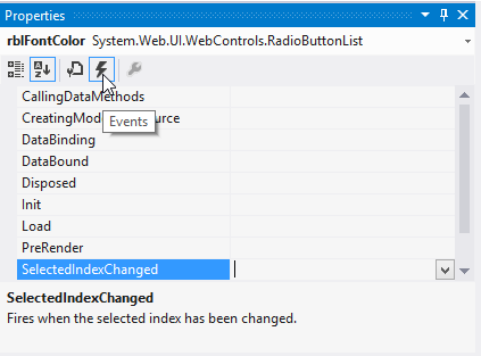 Properties
rblFontColor System.Web.UI.WebControls.RadioButtonList
CallingDataMethods
CreatingMod urce
Events
DataBinding
DataBound
Disposed
Init
Load
PreRender
SelectedIndexChanged
SelectedIndexChanged
Fires when the selected index has been changed.